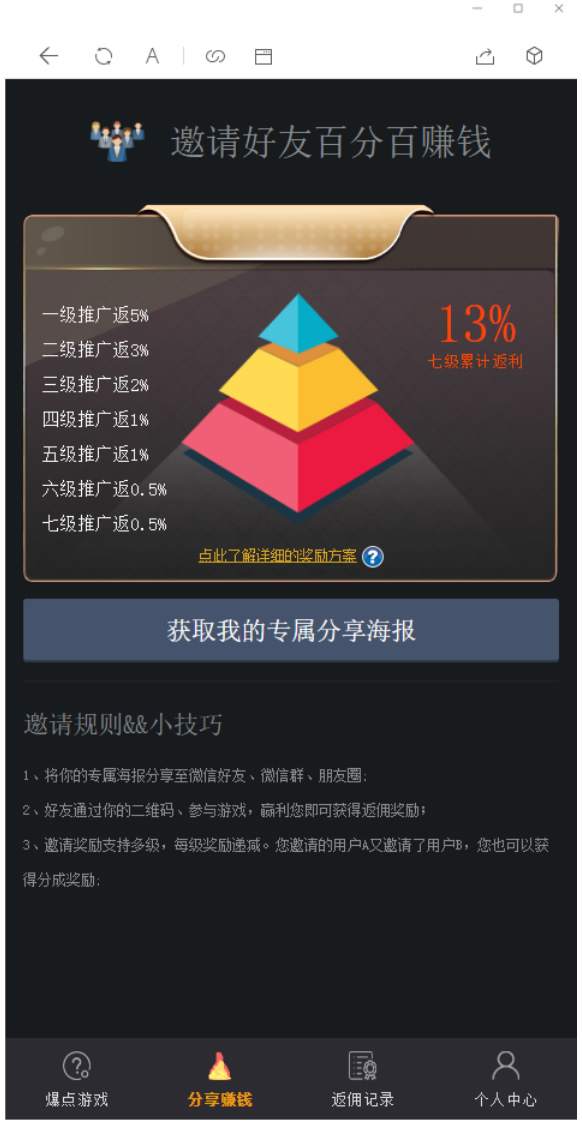 A
邀请好友百分百赚钱
一级推广返5%
二级推广返3%
三级推广返2%
四级推广返1%
五级推广返1%
六级推广返0.5%
七级推广返0.5%
13%
七级累计返利
点此了解详细的奖励方案 ?
获取我的专属分享海报
邀请规则&&小技巧
1、将你的专属海报分享至微信好友、微信群、朋友圈;
2、好友通过你的二维码、参与游戏，赢利您即可获得返佣奖励；
3、邀请奖励支持多级，每级奖励递减。您邀请的用户A又邀请了用户B，您也可以获
得分成奖励;
爆点游戏 分享赚钱 返佣记录 个人中心